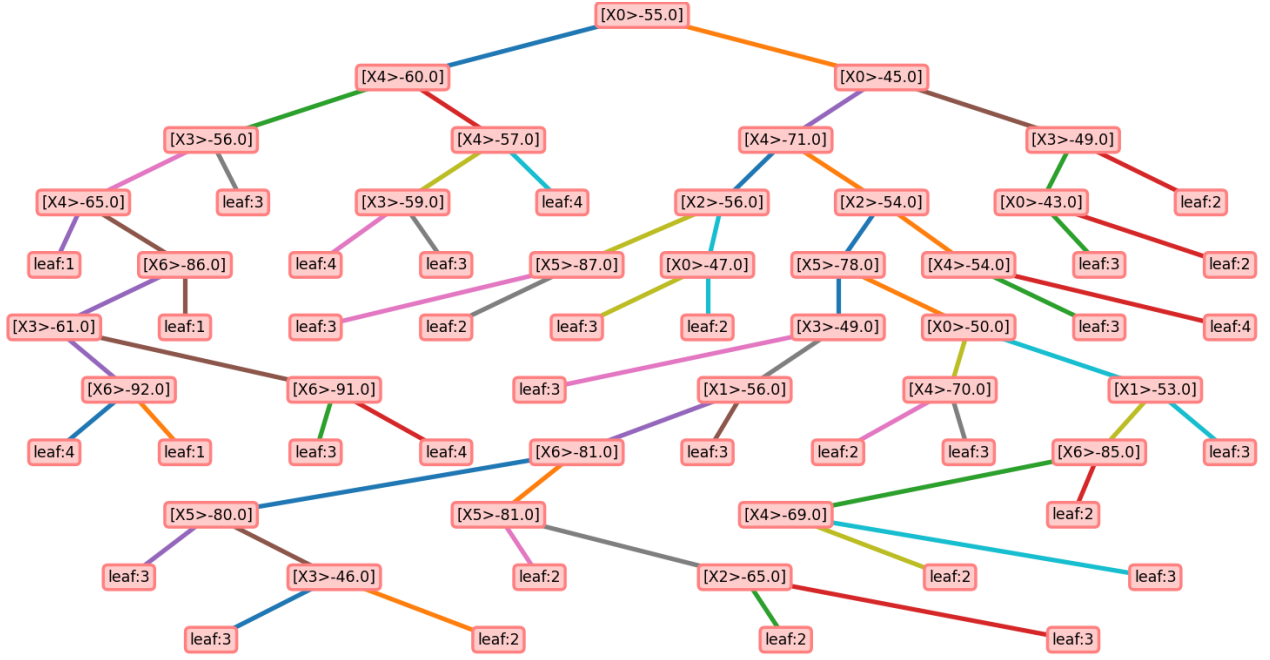 [X0>-55.0]
[X4>-60.0] [X0>-45.0]
[X3>-56.0] [X4>-57.0] [X4>-71.0] [X3>-49.0]
[X4>-65.0] leaf:3 [X3>-59.0] leaf:4 [X2>-56.0] [X2>-54.0] [X0>-43.0] leaf:2
leaf:1 [X6>-86.0] leaf:4 leaf:3 [X5>-87.0] [X0>-47.0] [X5>-78.0] [X4>-54.0] leaf:3 leaf:2
[X3>-61.0] leaf:1 leaf:3 leaf:2 leaf:3 leaf:2 [X3>-49.0] [X0>-50.0] leaf:3 leaf:4
[X6>-92.0] [X6>-91.0] leaf:3 [X1>-56.0] [X4>-70.0] [X1>-53.0]
leaf:4 leaf:1 leaf:3 leaf:4 [X6>-81.0] leaf:3 leaf:2 leaf:3 [X6>-85.0] leaf:3
[X5>-80.0] [X5>-81.0] [X4>-69.0] leaf:2
leaf:3 [X3>-46.0] leaf:2 [X2>-65.0] leaf:2 leaf:3
leaf:3 leaf:2 leaf:2 leaf:3